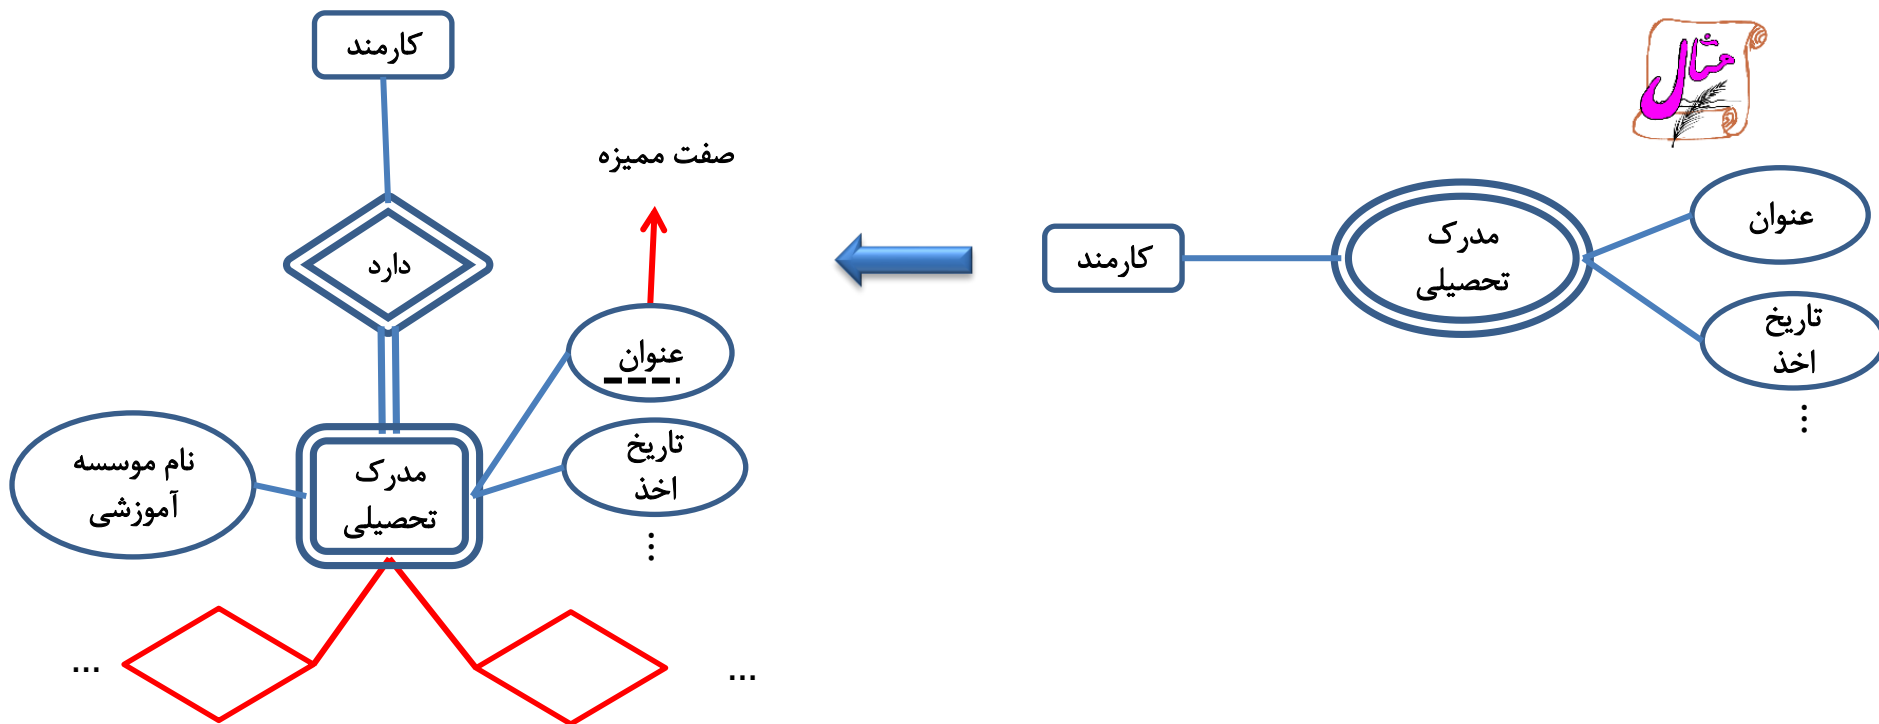 مثال
کارمند
مدرک
تحصیلی
عنوان
تاریخ
اخذ
...
کارمند
دارد
صفت ممیزه
عنوان
تاریخ
اخذ
...
مدرک
تحصیلی
نام موسسه
آموزشی
...
...